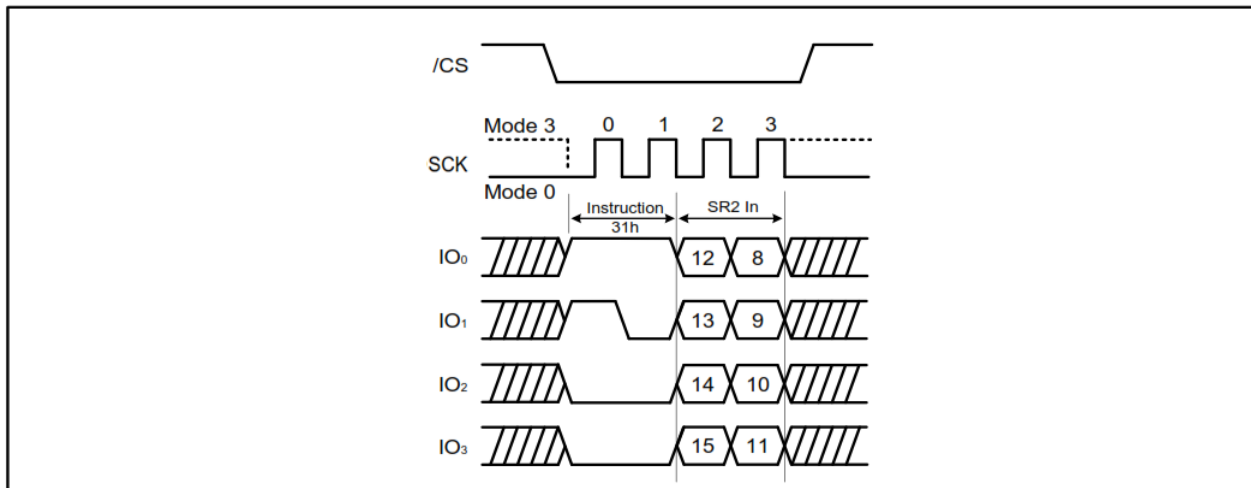 /CS
Mode 3 0 1 2 3
SCK
Mode 0
Instruction SR2 In
31h
IO₀ 12 8
IO₁ 13 9
IO₂ 14 10
IO₃ 15 11